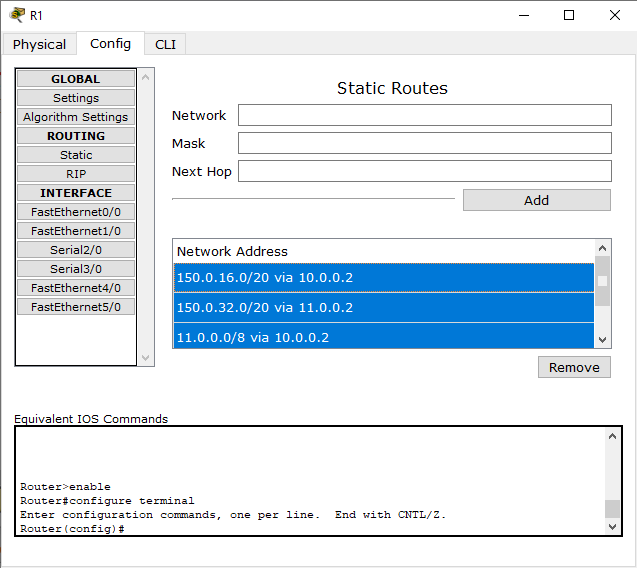 R1
Physical
Config
CLI
GLOBAL
Settings
Algorithm Settings
ROUTING
Static
RIP
INTERFACE
FastEthernet0/0
FastEthernet1/0
Serial2/0
Serial3/0
FastEthernet4/0
FastEthernet5/0
Static Routes
Network
Mask
Next Hop
Add
Network Address
150.0.16.0/20 via 10.0.0.2
150.0.32.0/20 via 11.0.0.2
11.0.0.0/8 via 10.0.0.2
Remove
Equivalent IOS Commands
Router>enable
Router#configure terminal
Enter configuration commands, one per line.  End with CNTL/Z.
Router(config)#